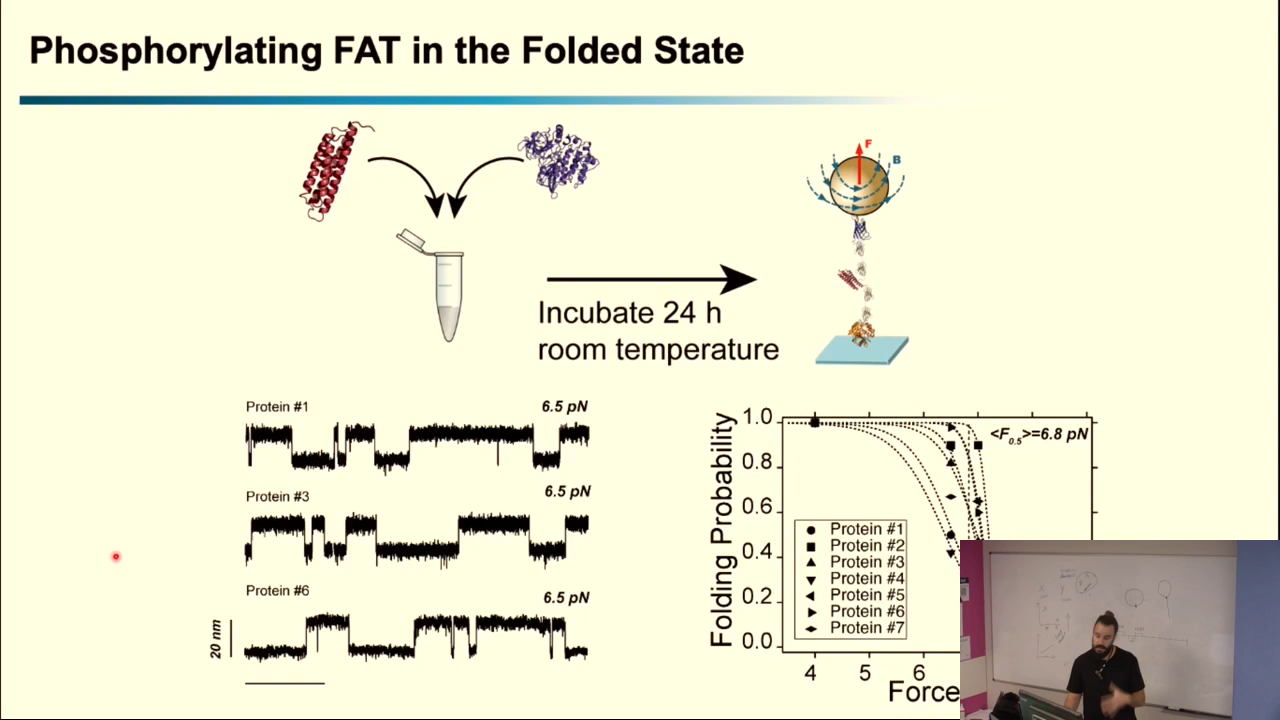 Phosphorylating FAT in the Folded State
F
B
Incubate 24 h
room temperature
Protein #1
6.5 pN
Protein #3
6.5 pN
Protein #6
6.5 pN
20 nm
Folding Probability
1.0
0.8
0.6
0.4
0.2
0.0
<F0.5>=6.8 pN
Protein #1
Protein #2
Protein #3
Protein #4
Protein #5
Protein #6
Protein #7
4
5
6
Force